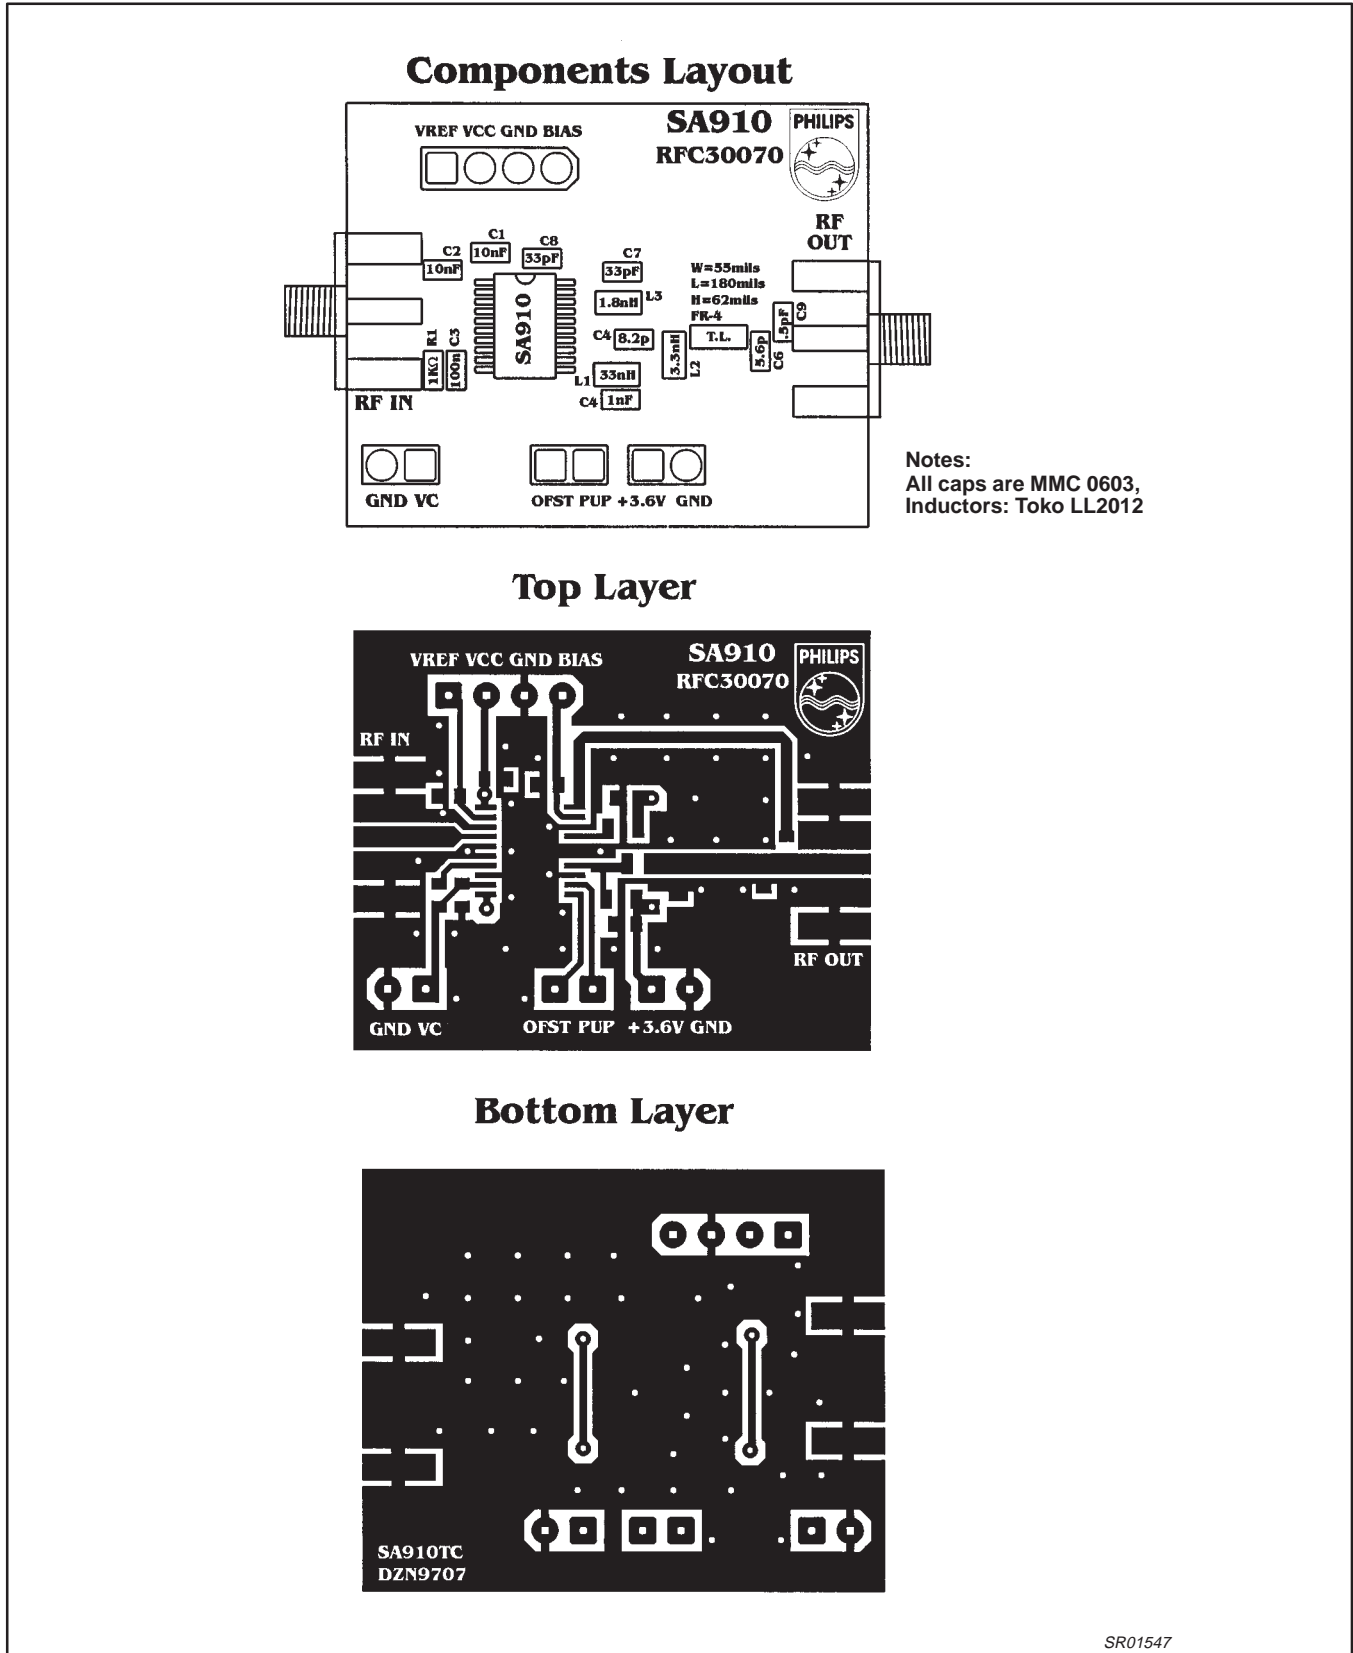 Components Layout
SA910
RFC30070
PHILIPS
VREF VCC GND BIAS
RF
OUT
C2
10nF
C1
10nF
C8
33pF
C7
33pF
W=55mils
L=180mils
H=62mils
FR-4
1.8nH L3
SA910
C4 8.2p
3.3nH
L2
T.L.
5.6p
C6
.5pF
C9
R1
1KΩ
C3
100n
L1 33nH
C4 1nF
RF IN
GND VC
OFST PUP +3.6V GND
Notes:
All caps are MMC 0603,
Inductors: Toko LL2012
Top Layer
VREF VCC GND BIAS
SA910
RFC30070
PHILIPS
RF IN
RF OUT
GND VC
OFST PUP +3.6V GND
Bottom Layer
SA910TC
DZN9707
SR01547